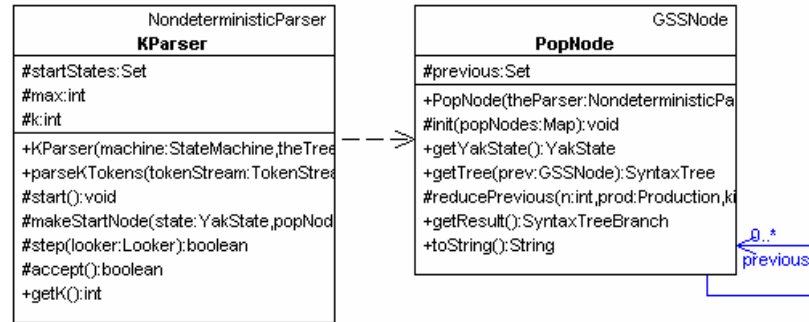 NondeterministicParser
KParser
#startStates:Set
#max:int
#k:int
+KParser(machine:StateMachine,theTree
+parseKTokens(tokenStream:TokenStrea
#start():void
#makeStartNode(state:YakState,popNod
#step(looker:Looker):boolean
#accept():boolean
+getK():int
GSSNode
PopNode
#previous:Set
+PopNode(theParser:NondeterministicPa
#init(popNodes:Map):void
+getYakState():YakState
+getTree(prev:GSSNode):SyntaxTree
#reducePrevious(n:int,prod:Production,ki
+getResult():SyntaxTreeBranch
+toString():String
0..*
previous